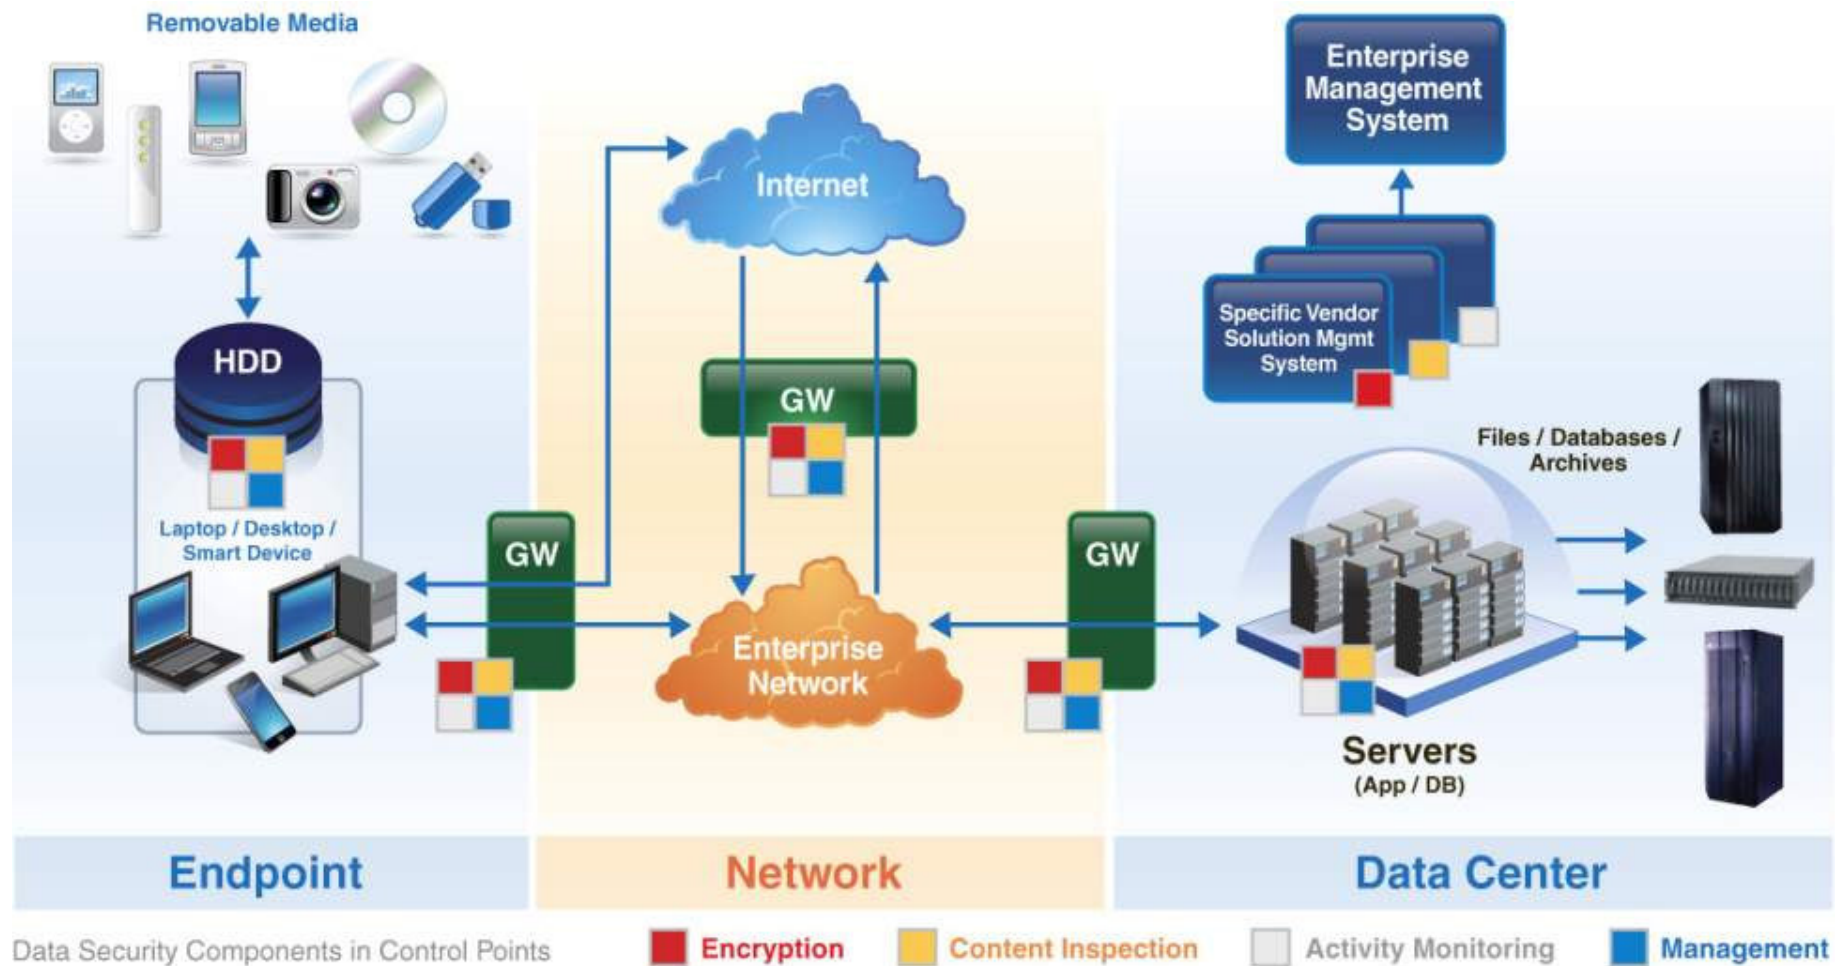 Removable Media
HDD
Laptop / Desktop /
Smart Device
GW
Internet
GW
Enterprise
Network
GW
Enterprise
Management
System
Specific Vendor
Solution Mgmt
System
Files / Databases /
Archives
Servers
(App / DB)
Endpoint
Network
Data Center
Data Security Components in Control Points
Encryption
Content Inspection
Activity Monitoring
Management